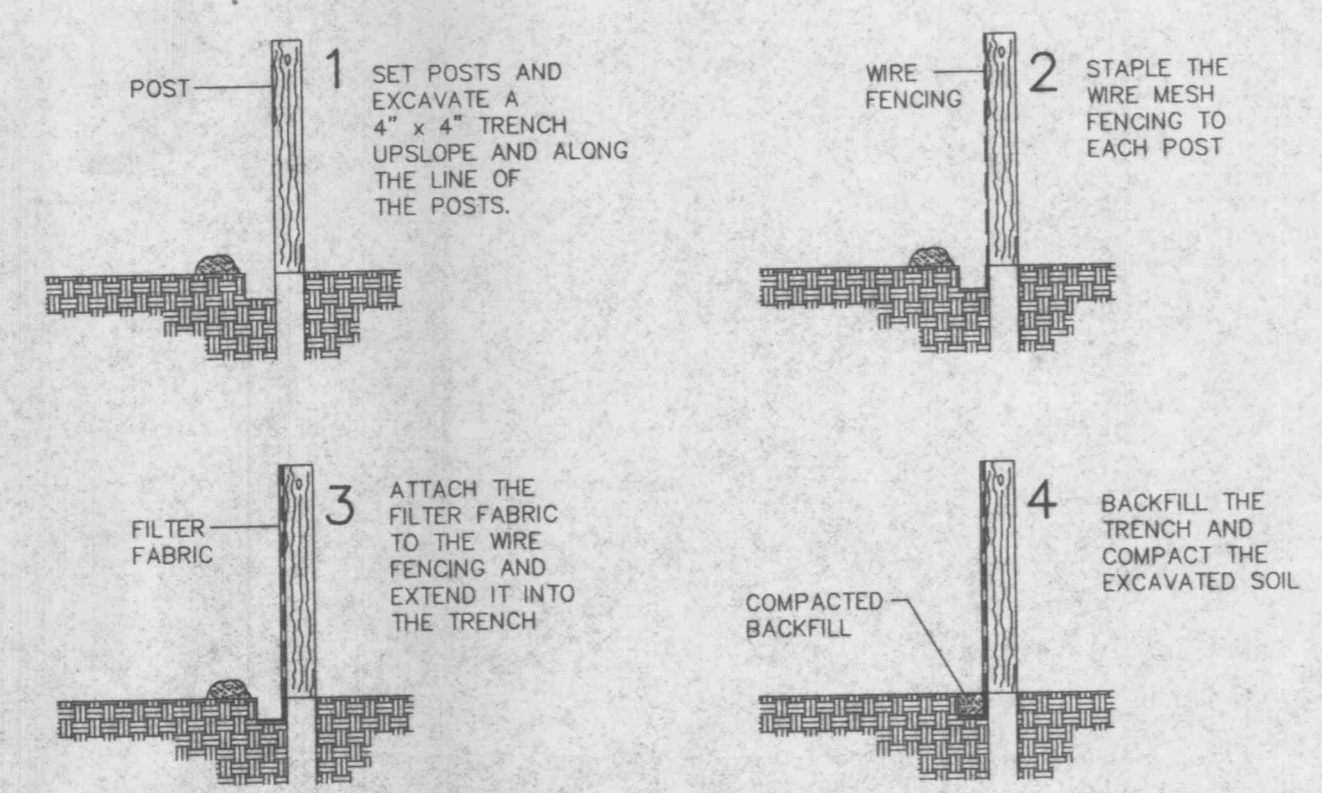 POST
1
SET POSTS AND
EXCAVATE A
4" x 4" TRENCH
UPSLOPE AND ALONG
THE LINE OF
THE POSTS.
WIRE
FENCING
2
STAPLE THE
WIRE MESH
FENCING TO
EACH POST
FILTER
FABRIC
3
ATTACH THE
FILTER FABRIC
TO THE WIRE
FENCING AND
EXTEND IT INTO
THE TRENCH
COMPACTED
BACKFILL
4
BACKFILL THE
TRENCH AND
COMPACT THE
EXCAVATED SOIL